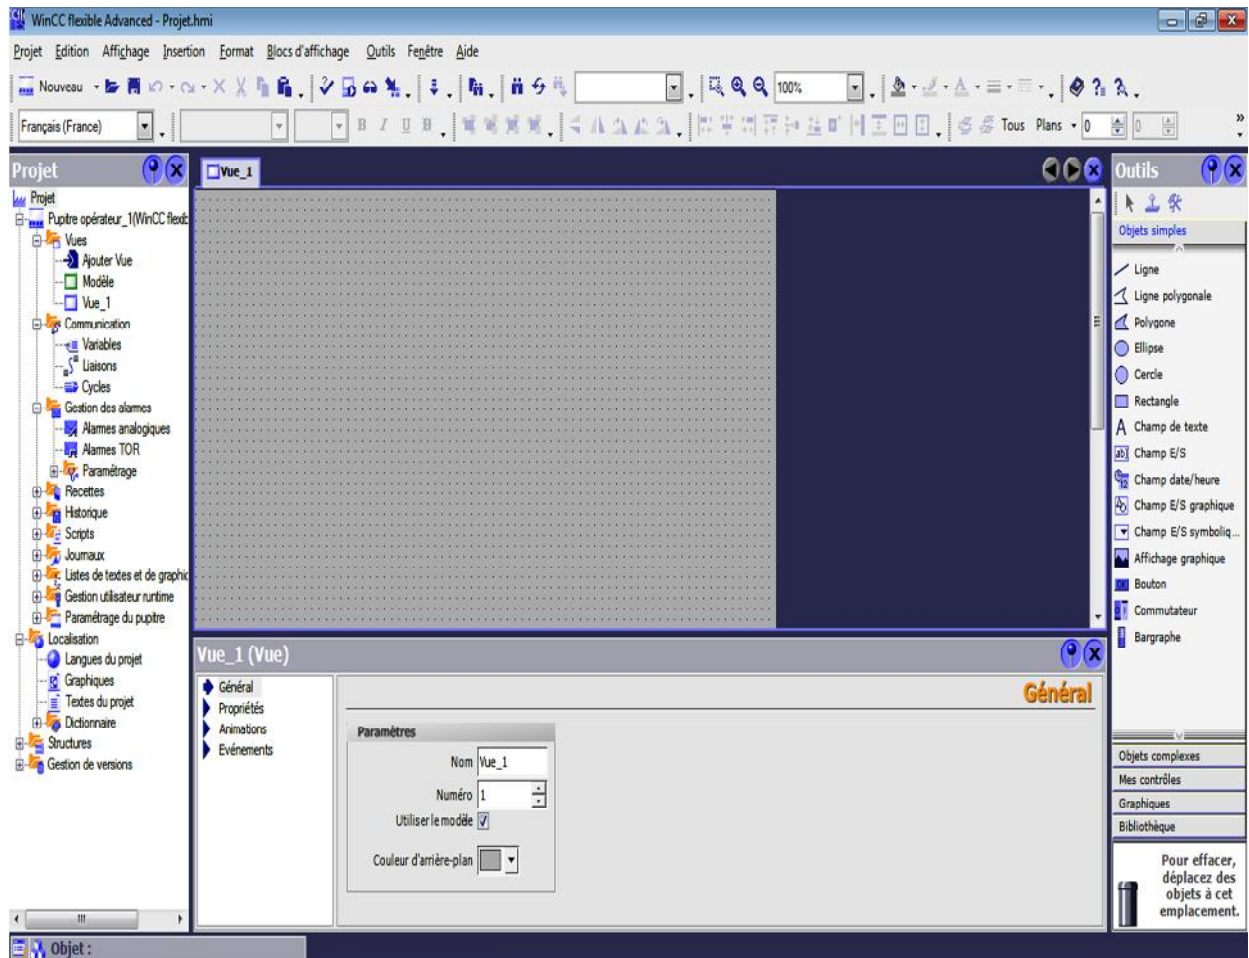 WinCC flexible Advanced - Projet.hmi
Projet Edition Affichage Insertion Format Blocs d'affichage Outils Fenêtre Aide
Nouveau 100%
Français (France) B I U B Tous Plans 0 0
Projet
Projet
Pupitre opérateur_1(WinCC flexib
Vues
Ajouter Vue
Modèle
Vue_1
Communication
Variables
Liaisons
Cycles
Gestion des alarmes
Alarmes analogiques
Alarmes TOR
Paramétrage
Recettes
Historique
Scripts
Journaux
Listes de textes et de graphic
Gestion utilisateur runtime
Paramétrage du pupitre
Localisation
Langues du projet
Graphiques
Textes du projet
Dictionnaire
Structures
Gestion de versions
Vue_1
Vue_1 (Vue)
Général
Propriétés
Animations
Evénements
Général
Paramètres
Nom Vue_1
Numéro 1
Utiliser le modèle
Couleur d'arrière-plan
Outils
Objets simples
Ligne
Ligne polygonale
Polygone
Ellipse
Cercle
Rectangle
Champ de texte
Champ E/S
Champ date/heure
Champ E/S graphique
Champ E/S symboliq...
Affichage graphique
Bouton
Commutateur
Bargraphe
Objets complexes
Mes contrôles
Graphiques
Bibliothèque
Pour effacer,
déplacez des
objets à cet
emplacement.
Objet :